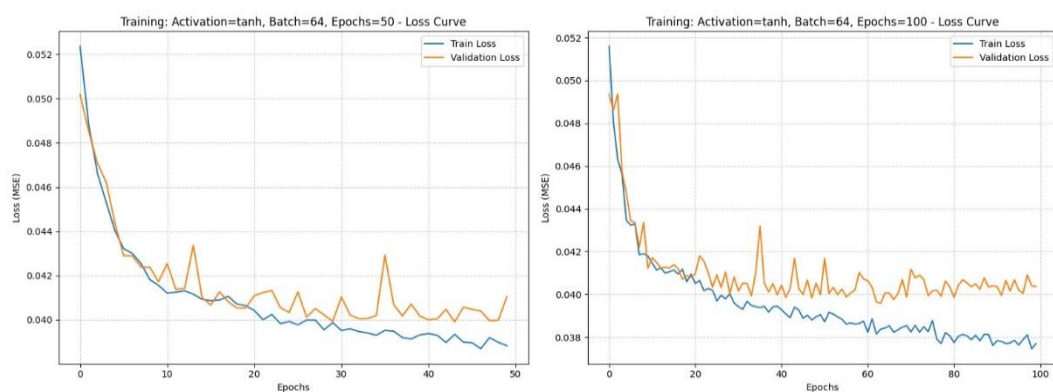 Training: Activation=tanh, Batch=64, Epochs=50 - Loss Curve
Train Loss
Validation Loss
0.052
0.050
0.048
0.046
0.044
0.042
0.040
Loss (MSE)
0 10 20 30 40 50
Epochs
Training: Activation=tanh, Batch=64, Epochs=100 - Loss Curve
Train Loss
Validation Loss
0.052
0.050
0.048
0.046
0.044
0.042
0.040
0.038
Loss (MSE)
0 20 40 60 80 100
Epochs